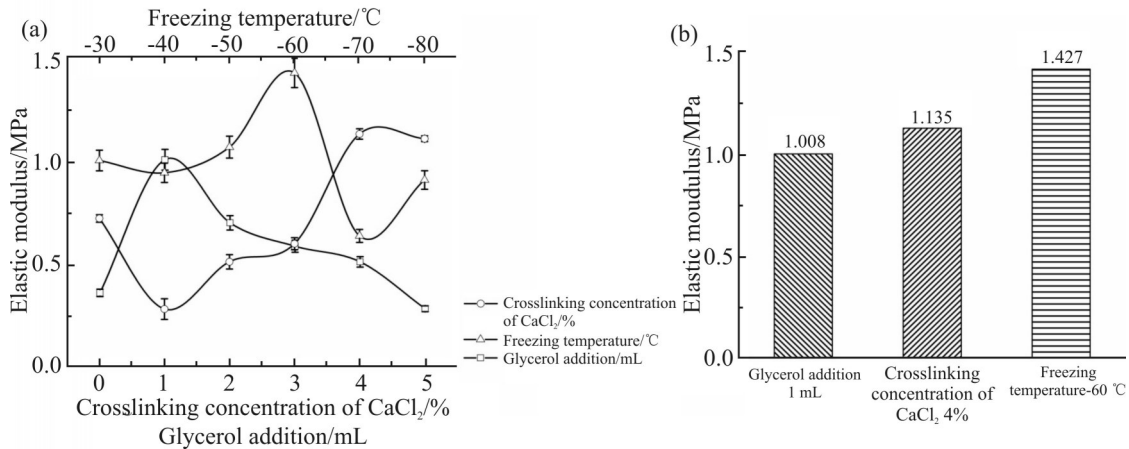 (a)
Freezing temperature/℃
-30 -40 -50 -60 -70 -80
Elastic modulus/MPa
1.5
1.0
0.5
0.0
0 1 2 3 4 5
Crosslinking concentration of CaCl₂/%
Glycerol addition/mL
Crosslinking concentration
of CaCl₂/%
Freezing temperature/℃
Glycerol addition/mL
(b)
Elastic moudulus/MPa
1.5
1.0
0.5
0.0
1.008
1.135
1.427
Glycerol addition
1 mL
Crosslinking
concentration of
CaCl₂ 4%
Freezing
temperature-60 ℃